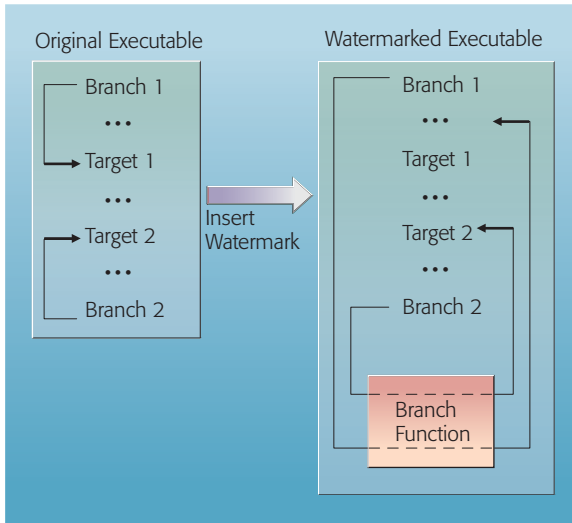 Original Executable
Branch 1
...
Target 1
...
Target 2
...
Branch 2
Insert
Watermark
Watermarked Executable
Branch 1
...
Target 1
...
Target 2
...
Branch 2
Branch
Function